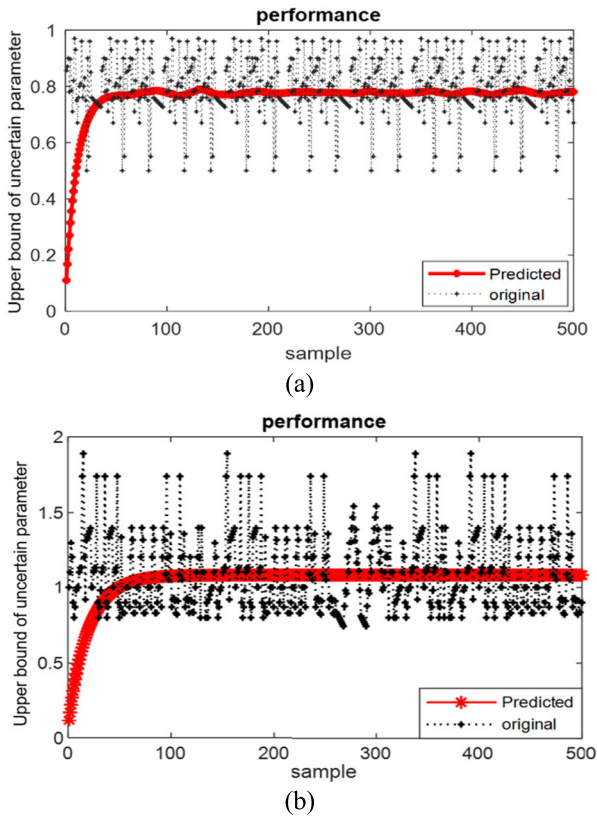 performance
Upper bound of uncertain parameter
1
0.8
0.6
0.4
0.2
0
Predicted
original
0 100 200 300 400 500
sample
(a)
performance
Upper bound of uncertain parameter
2
1.5
1
0.5
0
Predicted
original
0 100 200 300 400 500
sample
(b)